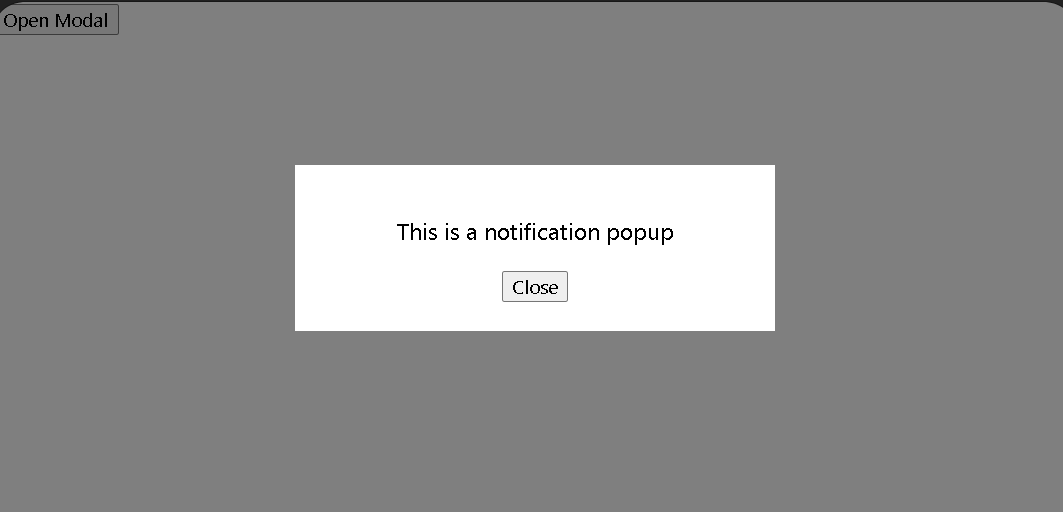 Open Modal
This is a notification popup
Close